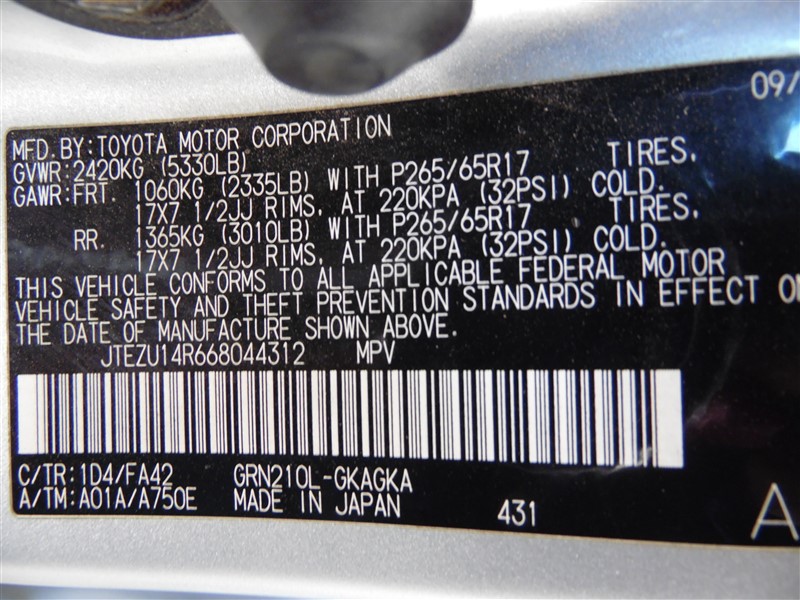 09/
MFD. BY: TOYOTA MOTOR CORPORATION
GVWR: 2420KG (5330LB)
GAWR: FRT. 1060KG (2335LB) WITH P265/65R17 TIRES,
17X7 1/2JJ RIMS, AT 220KPA (32PSI) COLD.
RR. 1365KG (3010LB) WITH P265/65R17 TIRES,
17X7 1/2JJ RIMS, AT 220KPA (32PSI) COLD.
THIS VEHICLE CONFORMS TO ALL APPLICABLE FEDERAL MOTOR
VEHICLE SAFETY AND THEFT PREVENTION STANDARDS IN EFFECT
THE DATE OF MANUFACTURE SHOWN ABOVE.
JTEZU14R668044312 MPV
C/TR: 1D4/FA42 GRN210L-GKAGKA
A/TM: A01A/A750E MADE IN JAPAN 431 A